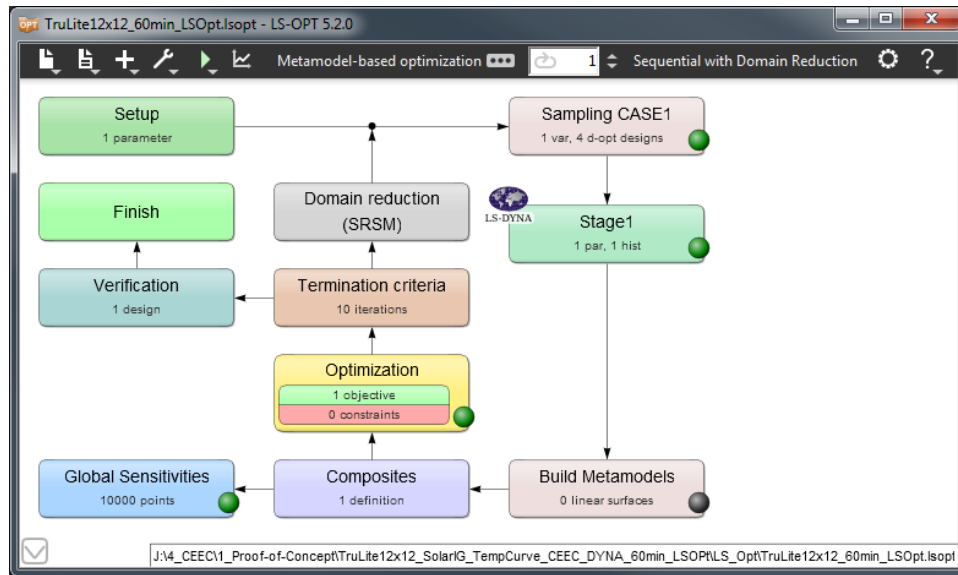 TruLite12x12_60min_LSOpt.lsopt - LS-OPT 5.2.0
Metamodel-based optimization
1
Sequential with Domain Reduction
Setup
1 parameter
Sampling CASE1
1 var, 4 d-opt designs
Finish
Domain reduction
(SRSM)
LS-DYNA
Stage1
1 par, 1 hist
Verification
1 design
Termination criteria
10 iterations
Optimization
1 objective
0 constraints
Global Sensitivities
10000 points
Composites
1 definition
Build Metamodels
0 linear surfaces
J:\4_CEEC\1_Proof-of-Concept\TruLite12x12_SolarIG_TempCurve_CEEC_DYNA_60min_LSOPt\LS_Opt\TruLite12x12_60min_LSOpt.lsopt